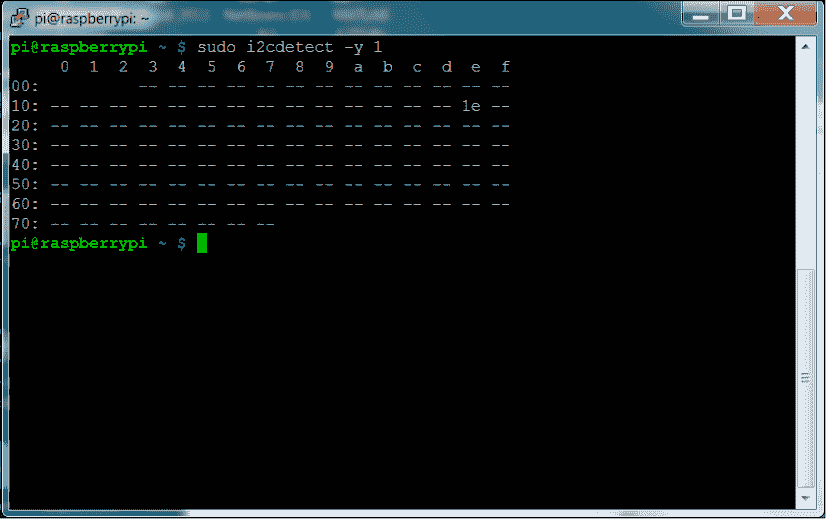 pi@raspberrypi: ~
pi@raspberrypi ~ $ sudo i2cdetect -y 1
     0  1  2  3  4  5  6  7  8  9  a  b  c  d  e  f
00:          -- -- -- -- -- -- -- -- -- -- -- -- --
10: -- -- -- -- -- -- -- -- -- -- -- -- -- -- 1e --
20: -- -- -- -- -- -- -- -- -- -- -- -- -- -- -- --
30: -- -- -- -- -- -- -- -- -- -- -- -- -- -- -- --
40: -- -- -- -- -- -- -- -- -- -- -- -- -- -- -- --
50: -- -- -- -- -- -- -- -- -- -- -- -- -- -- -- --
60: -- -- -- -- -- -- -- -- -- -- -- -- -- -- -- --
70: -- -- -- -- -- -- -- --
pi@raspberrypi ~ $